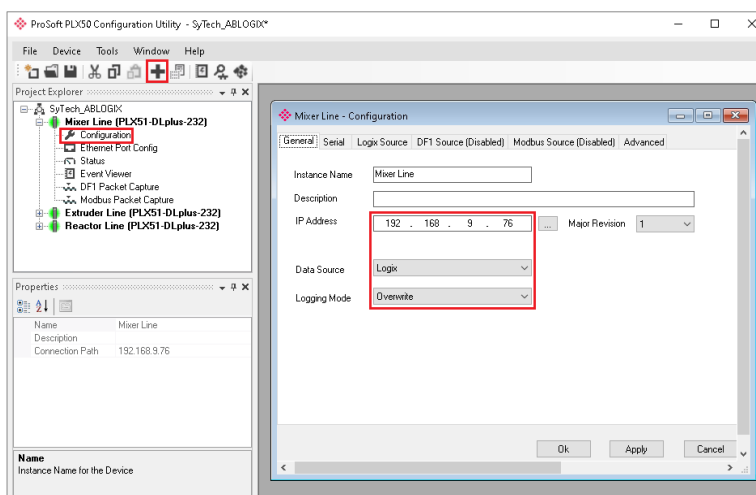 ProSoft PLX50 Configuration Utility - SyTech_ABLOGIX*
File Device Tools Window Help
Project Explorer
SyTech_ABLOGIX
Mixer Line (PLX51-DLplus-232)
Configuration
Ethernet Port Config
Status
Event Viewer
DF1 Packet Capture
Modbus Packet Capture
Extruder Line (PLX51-DLplus-232)
Reactor Line (PLX51-DLplus-232)
Properties
Name Mixer Line
Description
Connection Path 192.168.9.76
Name
Instance Name for the Device
Mixer Line - Configuration
General Serial Logix Source DF1 Source (Disabled) Modbus Source (Disabled) Advanced
Instance Name Mixer Line
Description
IP Address 192 . 168 . 9 . 76 ... Major Revision 1
Data Source Logix
Logging Mode Overwrite
Ok Apply Cancel